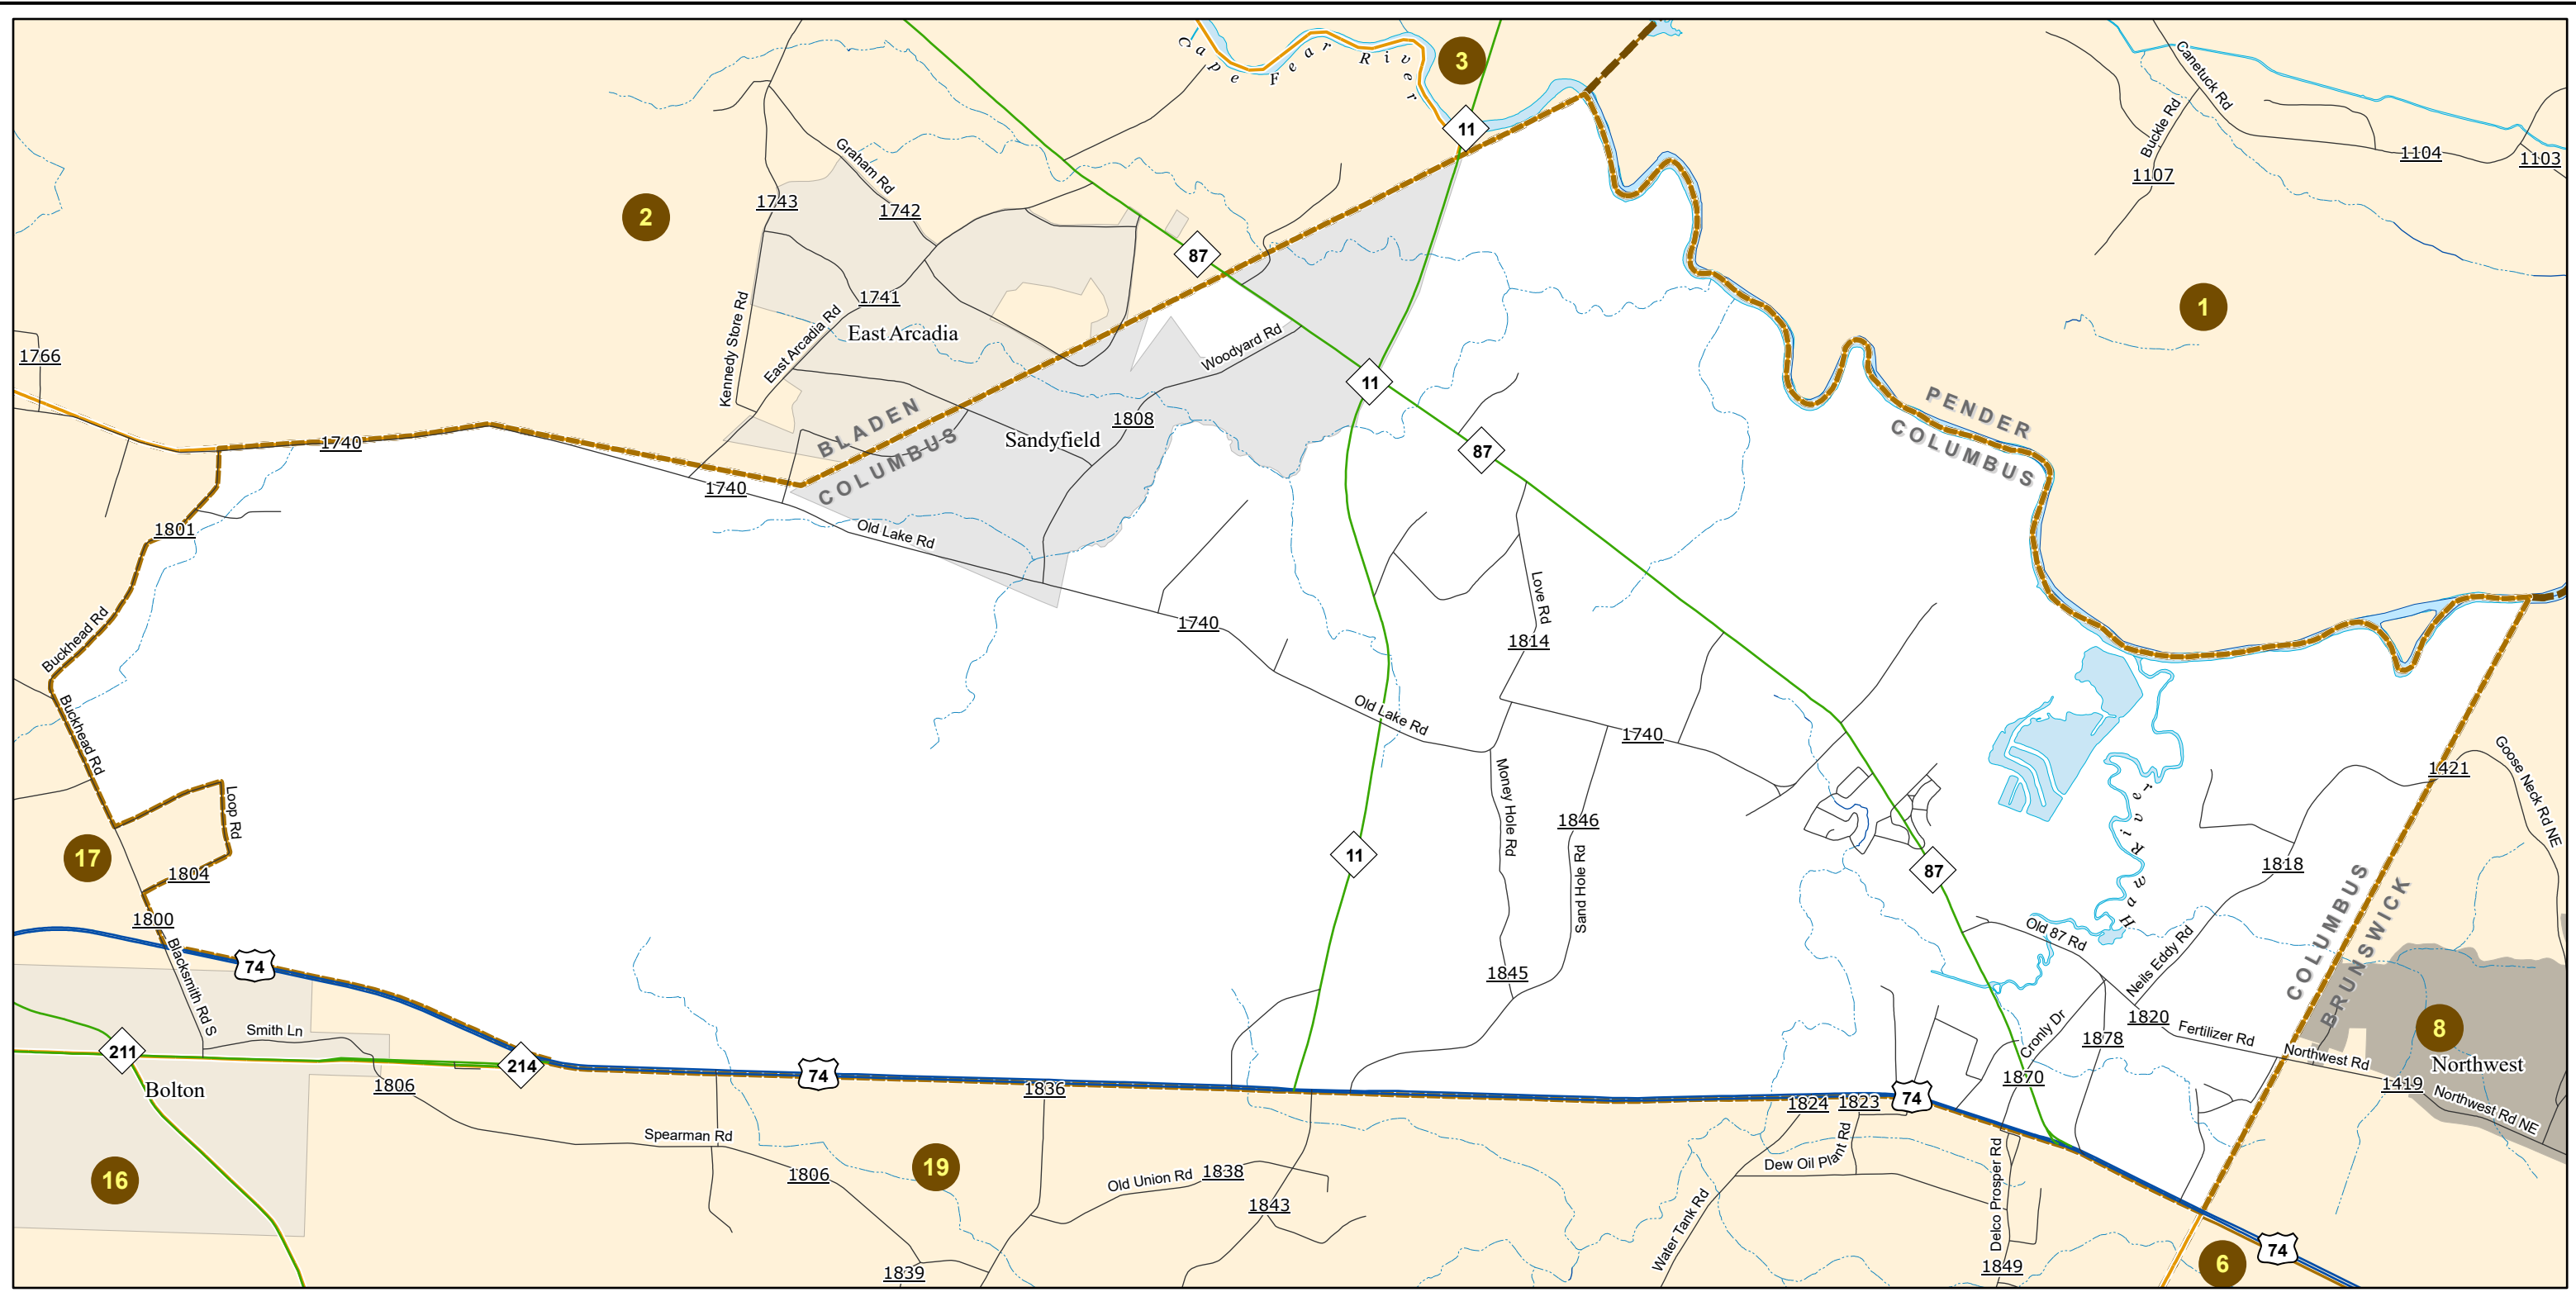 Cape Fear River
3
11
Canetuck Rd
Buckle Rd
1104
1103
1107
Graham Rd
1743
1742
2
87
1
1741
Kennedy Store Rd
East Arcadia Rd
East Arcadia
Woodyard Rd
1766
11
1808
BLADEN
COLUMBUS
Sandyfield
PENDER
COLUMBUS
1740
87
1740
Old Lake Rd
1801
Buckhead Rd
1740
Love Rd
1814
Buckhead Rd
Old Lake Rd
1740
Money Hole Rd
1421
Goose Neck Rd NE
Loop Rd
1846
Haw River
17
11
Sand Hole Rd
87
1818
1804
COLUMBUS
BRUNSWICK
1800
Blacksmith Rd S
Old 87 Rd
Neils Eddy Rd
74
1845
1820
Fertilizer Rd
8
Smith Ln
Cronly Dr
1878
Northwest Rd
Northwest
211
214
74
1870
1419
Bolton
1806
1836
74
1824
1823
Northwest Rd NE
Spearman Rd
Dew Oil Plant Rd
Delco Prosper Rd
16
19
1806
Old Union Rd
1838
1843
Water Tank Rd
1839
1849
6
74